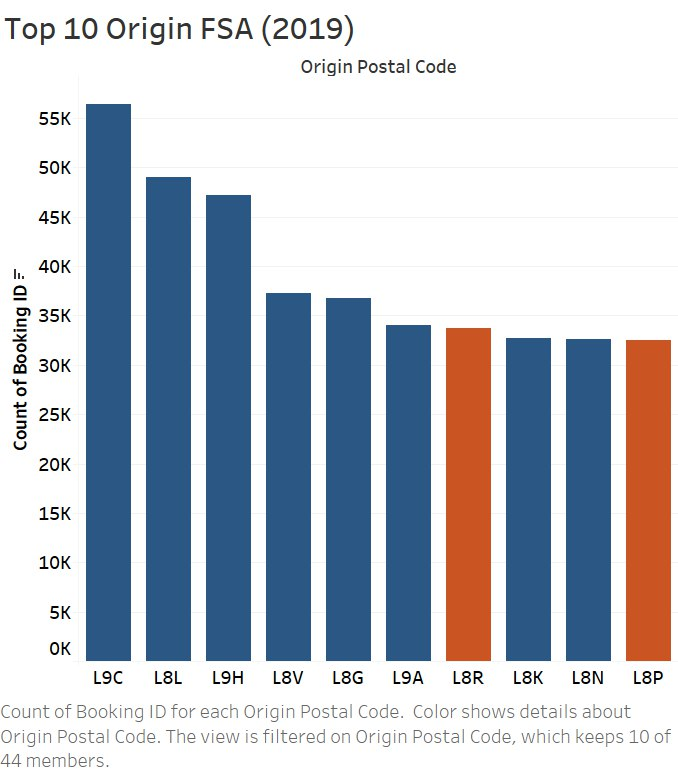 Top 10 Origin FSA (2019)
Origin Postal Code
Count of Booking ID
55K
50K
45K
40K
35K
30K
25K
20K
15K
10K
5K
0K
L9C L8L L9H L8V L8G L9A L8R L8K L8N L8P
Count of Booking ID for each Origin Postal Code.  Color shows details about
Origin Postal Code. The view is filtered on Origin Postal Code, which keeps 10 of
44 members.